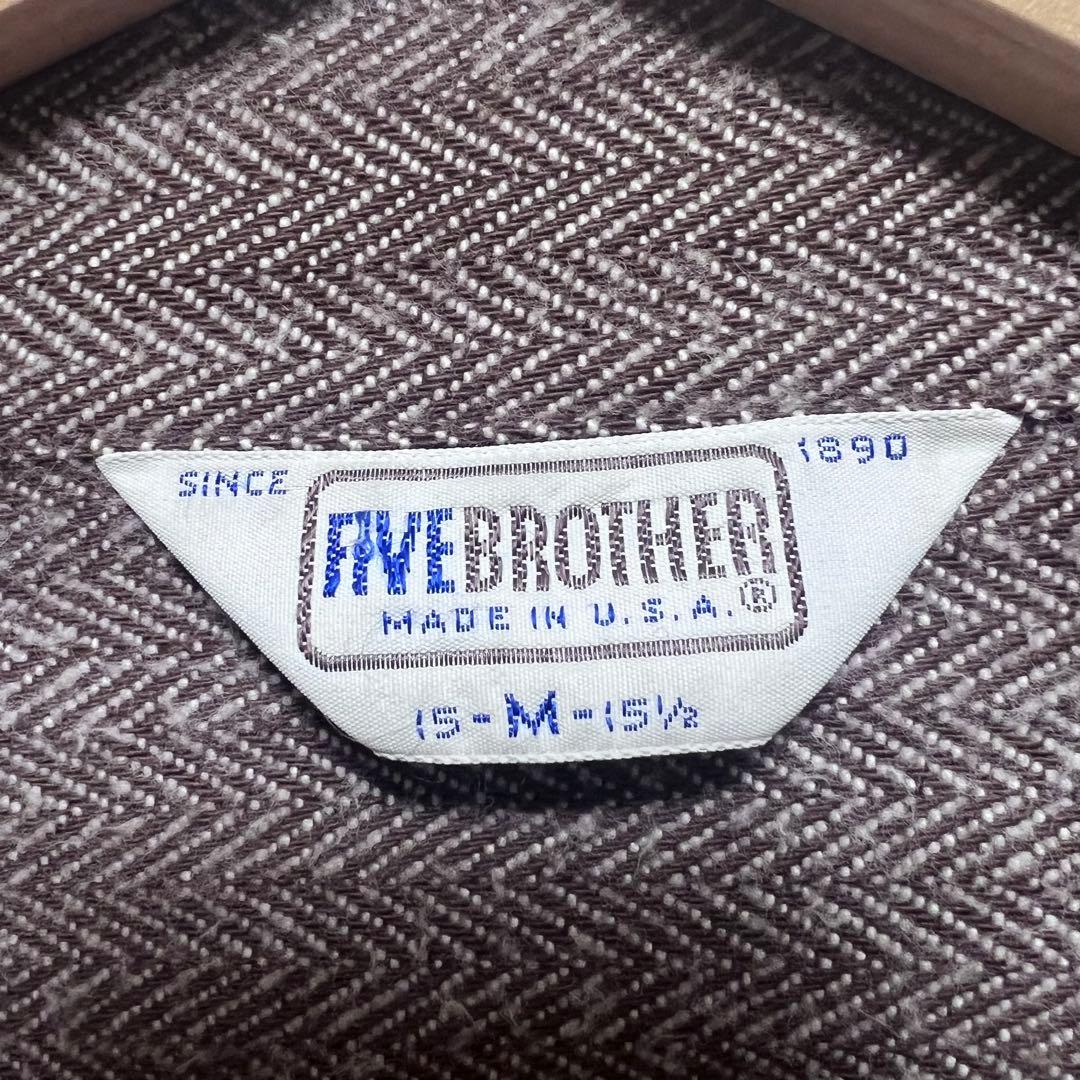 SINCE 1890
FIVE BROTHER
MADE IN U.S.A. ®
15-M-15½